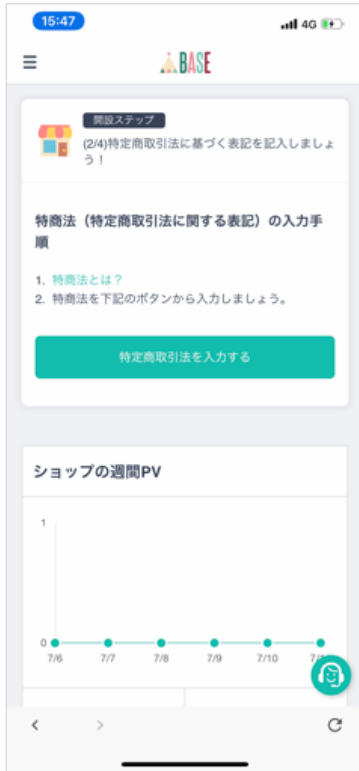 15:47
4G
BASE
開設ステップ
(2/4)特定商取引法に基づく表記を記入しましょ
う！
特商法（特定商取引法に関する表記）の入力手
順
1. 特商法とは？
2. 特商法を下記のボタンから入力しましょう。
特定商取引法を入力する
ショップの週間PV
1
0
7/6 7/7 7/8 7/9 7/10